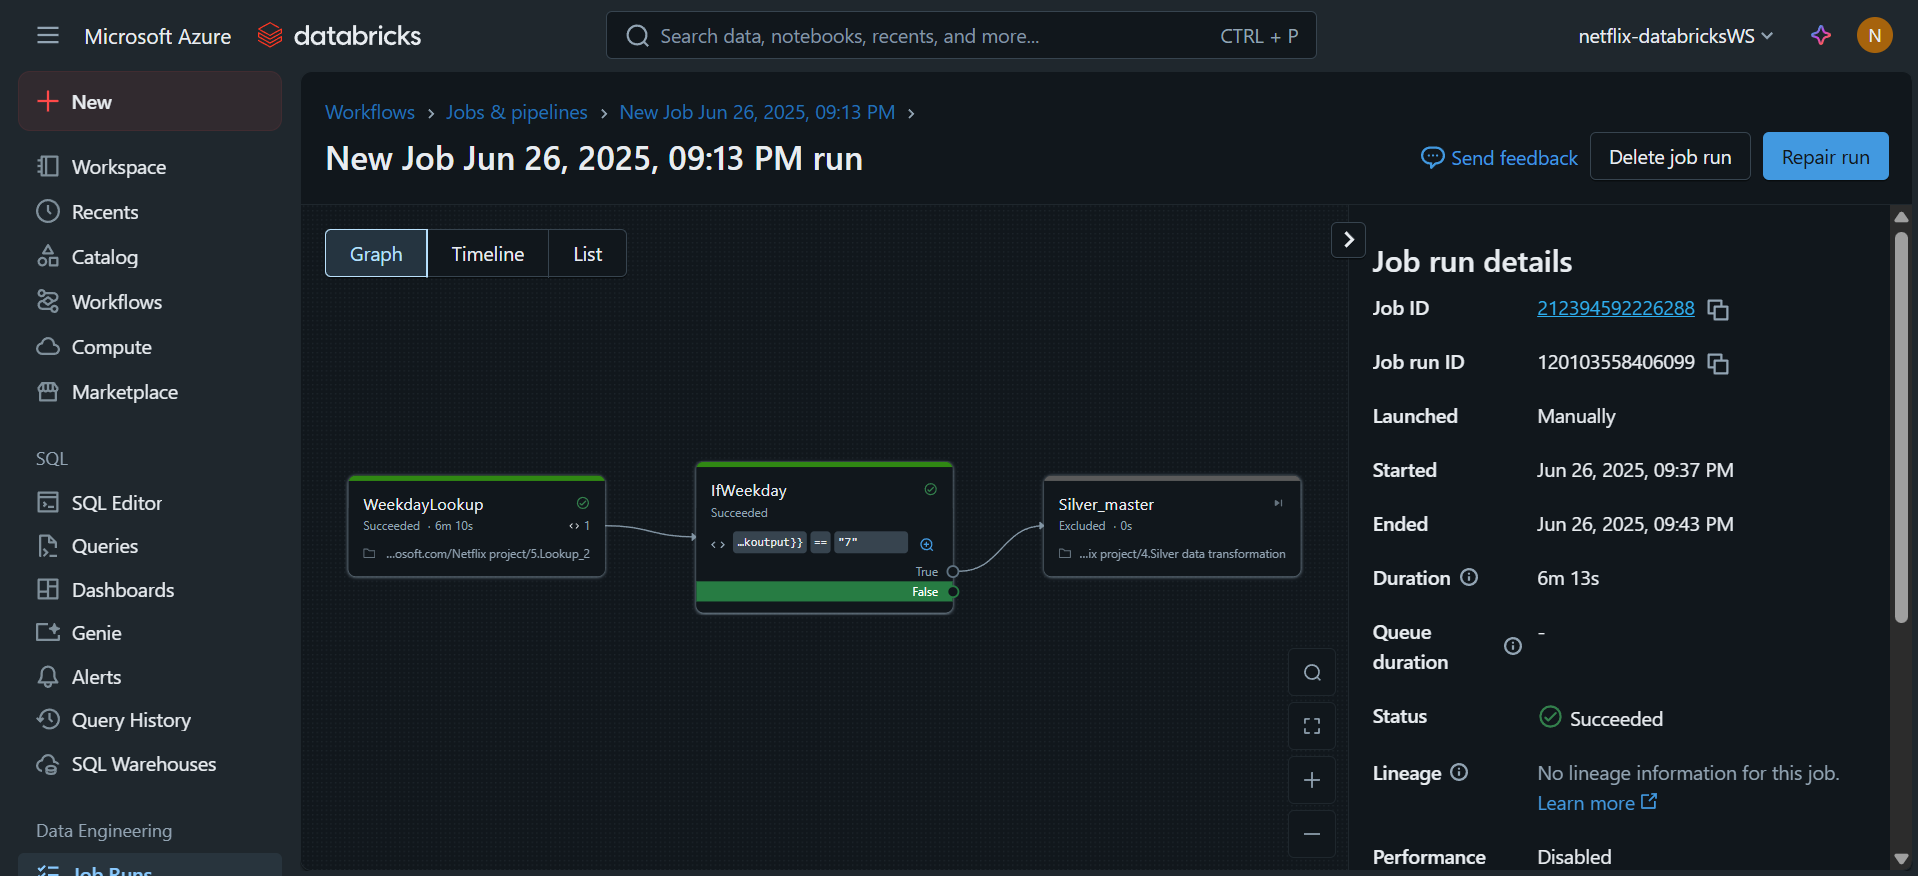 Microsoft Azure databricks
Search data, notebooks, recents, and more... CTRL + P
netflix-databricksWS
N
New
Workspace
Recents
Catalog
Workflows
Compute
Marketplace
SQL
SQL Editor
Queries
Dashboards
Genie
Alerts
Query History
SQL Warehouses
Data Engineering
Job Runs
Workflows > Jobs & pipelines > New Job Jun 26, 2025, 09:13 PM >
New Job Jun 26, 2025, 09:13 PM run
Send feedback
Delete job run
Repair run
Graph
Timeline
List
WeekdayLookup
Succeeded · 6m 10s
<> 1
...osoft.com/Netflix project/5.Lookup_2
IfWeekday
Succeeded
<> …koutput}} == "7"
True
False
Silver_master
Excluded · 0s
...ix project/4.Silver data transformation
Job run details
Job ID 212394592226288
Job run ID 120103558406099
Launched Manually
Started Jun 26, 2025, 09:37 PM
Ended Jun 26, 2025, 09:43 PM
Duration 6m 13s
Queue duration -
Status Succeeded
Lineage No lineage information for this job.
Learn more
Performance Disabled